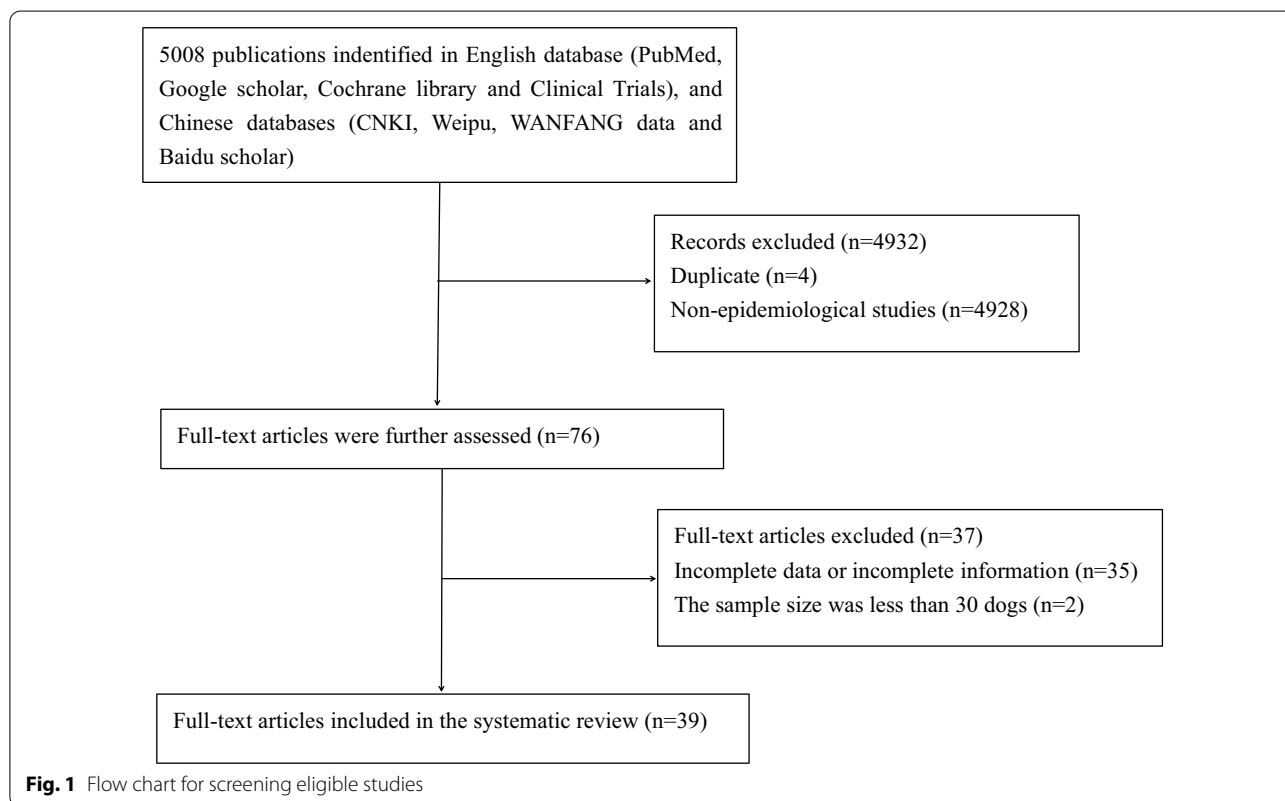 5008 publications indentified in English database (PubMed,
Google scholar, Cochrane library and Clinical Trials), and
Chinese databases (CNKI, Weipu, WANFANG data and
Baidu scholar)
Records excluded (n=4932)
Duplicate (n=4)
Non-epidemiological studies (n=4928)
Full-text articles were further assessed (n=76)
Full-text articles excluded (n=37)
Incomplete data or incomplete information (n=35)
The sample size was less than 30 dogs (n=2)
Full-text articles included in the systematic review (n=39)
Fig. 1 Flow chart for screening eligible studies